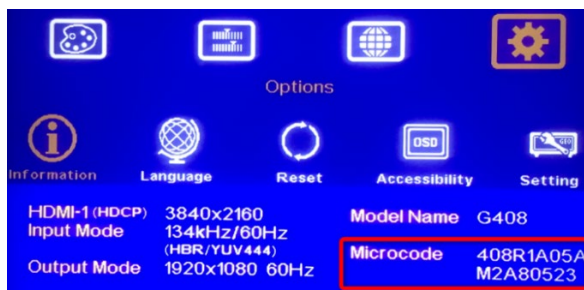 Options
OSD
Information
Language
Reset
Accessibility
Setting
HDMI-1 (HDCP) 3840x2160 Model Name G408
Input Mode 134kHz/60Hz
(HBR/YUV444) Microcode 408R1A05A
Output Mode 1920x1080 60Hz M2A80523